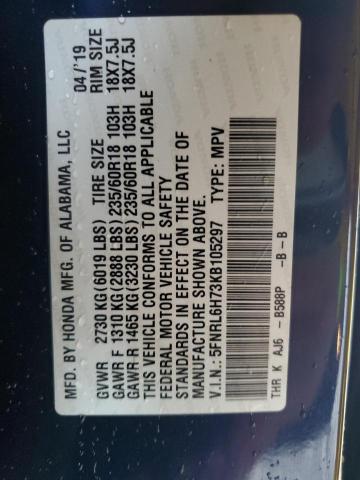 MFD. BY HONDA MFG. OF ALABAMA, LLC 04/'19
GVWR 2730 KG(6019 LBS) TIRE SIZE RIM SIZE
GAWR F 1310 KG(2888 LBS) 235/60R18 103H 18X7.5J
GAWR R 1465 KG(3230 LBS) 235/60R18 103H 18X7.5J
THIS VEHICLE CONFORMS TO ALL APPLICABLE
FEDERAL MOTOR VEHICLE SAFETY
STANDARDS IN EFFECT ON THE DATE OF
MANUFACTURE SHOWN ABOVE.
V.I.N.: 5FNRL6H73KB105297 TYPE: MPV
THR K AJ6 - B588P -B -B